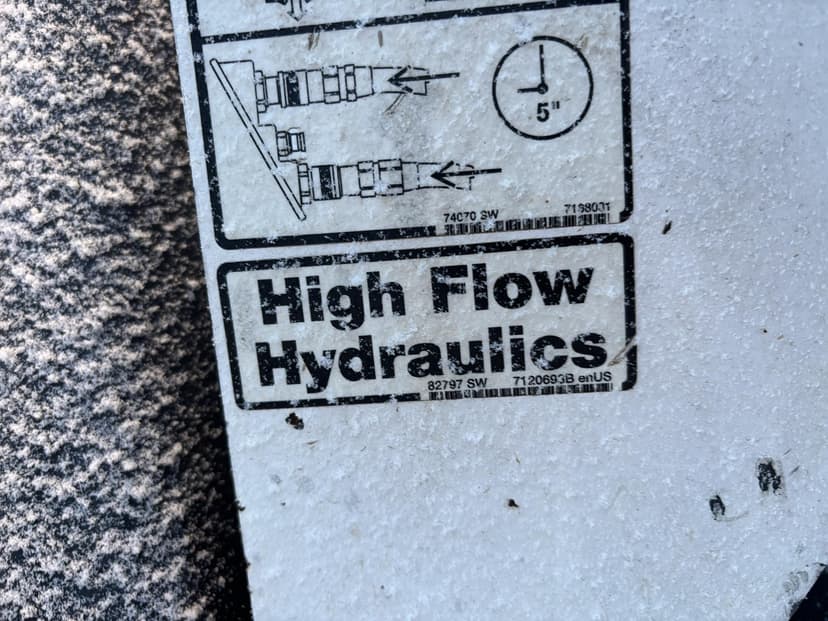 5"
74070 SW 7168031
High Flow
Hydraulics
82797 SW 7120693B enUS